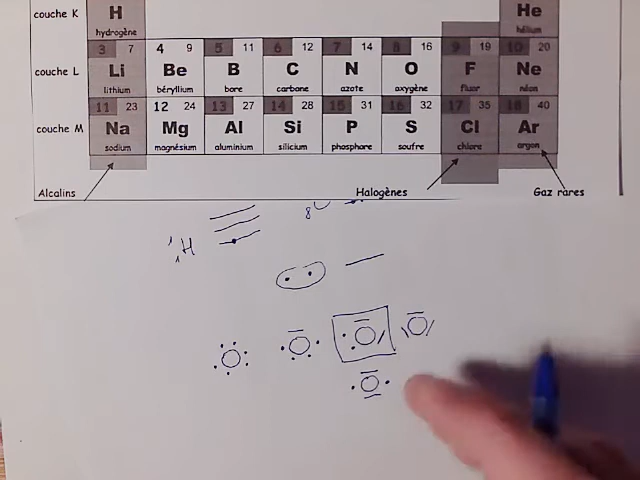 couche K H He
hydrogène hélium
3 7 4 9 5 11 6 12 7 14 8 16 9 19 10 20
couche L Li Be B C N O F Ne
lithium béryllium bore carbone azote oxygène fluor néon
11 23 12 24 13 27 14 28 15 31 16 32 17 35 18 40
couche M Na Mg Al Si P S Cl Ar
sodium magnésium aluminium silicium phosphore soufre chlore argon
Alcalins Halogènes Gaz rares
8
H
O O O O
O